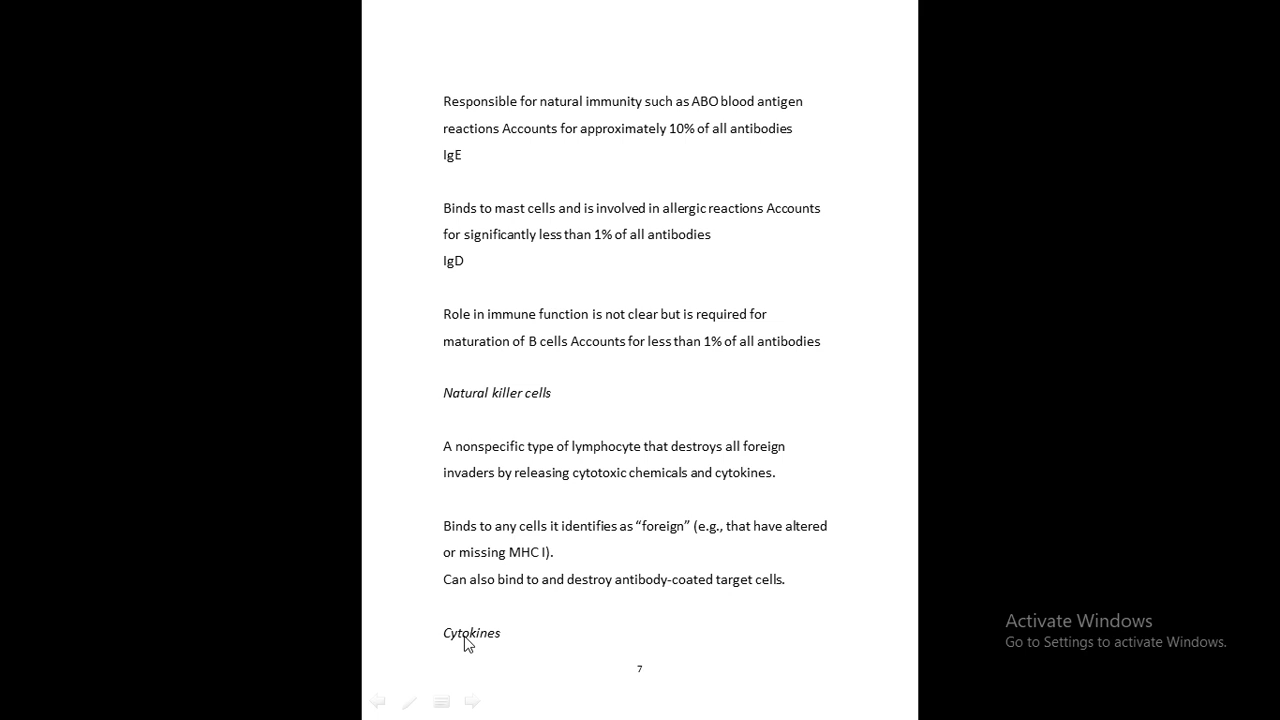 Responsible for natural immunity such as ABO blood antigen
reactions Accounts for approximately 10% of all antibodies
IgE
Binds to mast cells and is involved in allergic reactions Accounts
for significantly less than 1% of all antibodies
IgD
Role in immune function is not clear but is required for
maturation of B cells Accounts for less than 1% of all antibodies
Natural killer cells
A nonspecific type of lymphocyte that destroys all foreign
invaders by releasing cytotoxic chemicals and cytokines.
Binds to any cells it identifies as “foreign” (e.g., that have altered
or missing MHC I).
Can also bind to and destroy antibody-coated target cells.
Cytokines
7
Activate Windows
Go to Settings to activate Windows.